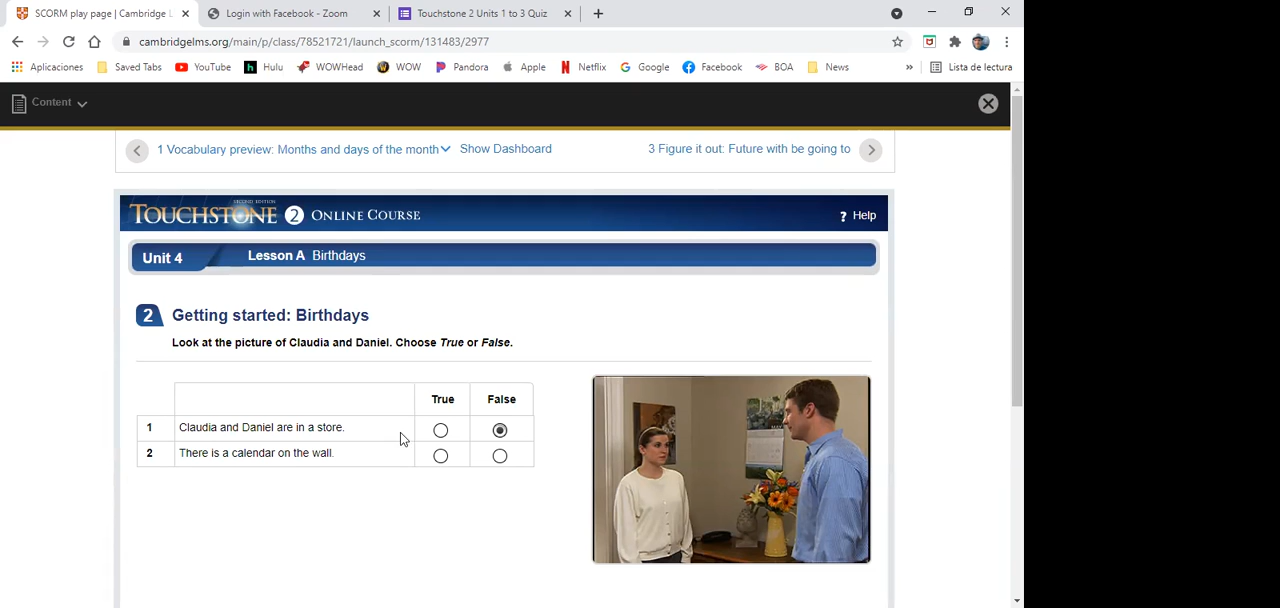 SCORM play page | Cambridge L
Login with Facebook - Zoom
Touchstone 2 Units 1 to 3 Quiz
cambridgelms.org/main/p/class/78521721/launch_scorm/131483/2977
Aplicaciones Saved Tabs YouTube Hulu WOWHead WOW Pandora Apple Netflix Google Facebook BOA News » Lista de lectura
Content
1 Vocabulary preview: Months and days of the month Show Dashboard 3 Figure it out: Future with be going to
SECOND EDITION
TOUCHSTONE 2 ONLINE COURSE ? Help
Unit 4 Lesson A Birthdays
2 Getting started: Birthdays
Look at the picture of Claudia and Daniel. Choose True or False.
True False
1 Claudia and Daniel are in a store.
2 There is a calendar on the wall.
MAY